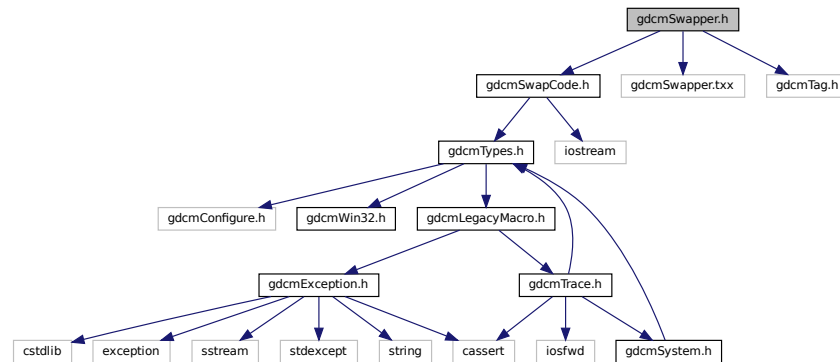 gdcmSwapper.h
gdcmSwapCode.h
gdcmSwapper.txx
gdcmTag.h
gdcmTypes.h
iostream
gdcmConfigure.h
gdcmWin32.h
gdcmLegacyMacro.h
gdcmException.h
gdcmTrace.h
cstdlib
exception
sstream
stdexcept
string
cassert
iosfwd
gdcmSystem.h